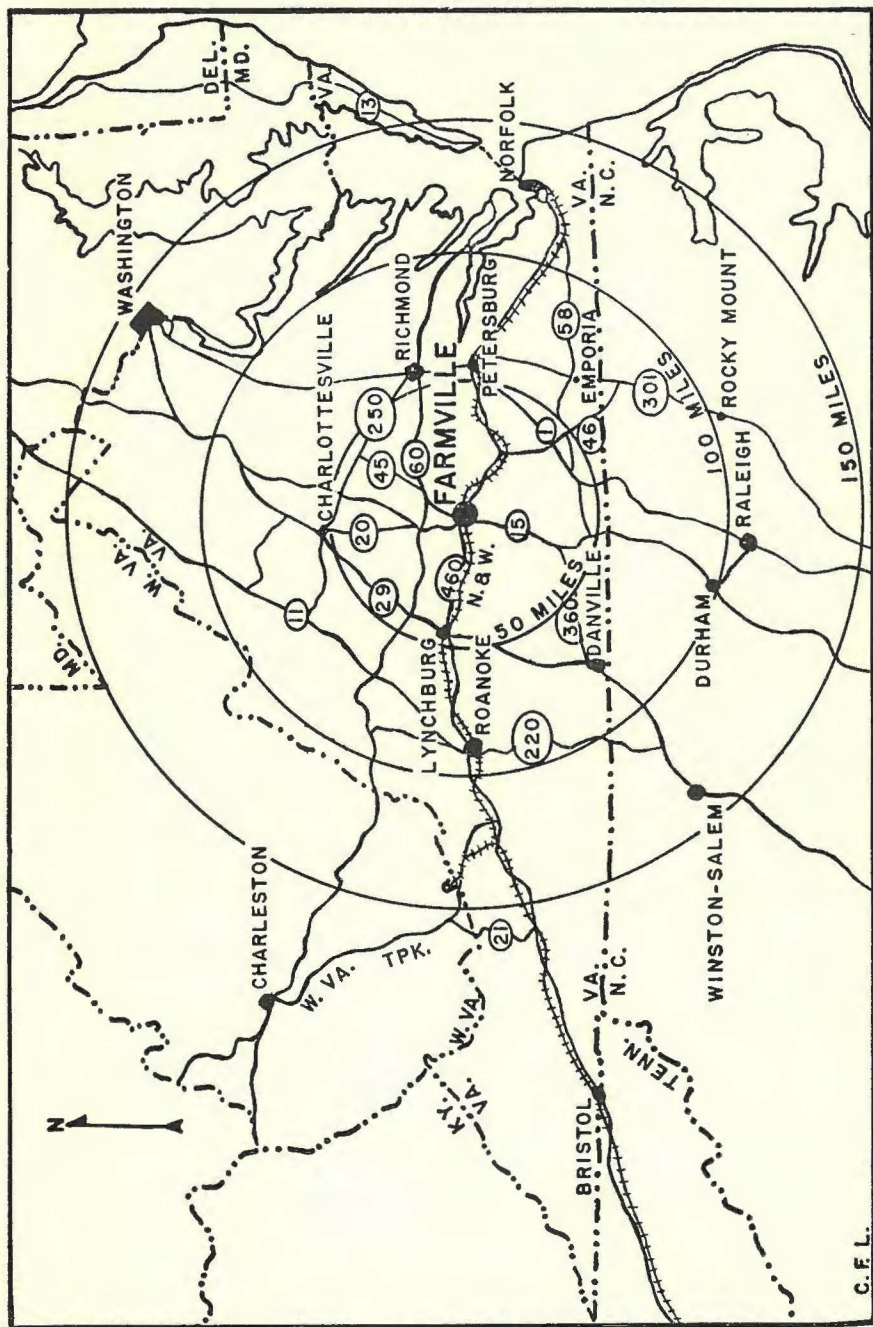 N
MD.
W. VA.
VA.
WASHINGTON
DEL.
MD.
VA.
13
CHARLESTON
W. VA. TPK.
11
29
20
CHARLOTTESVILLE
45
250
60
RICHMOND
KY.
VA.
W. VA.
LYNCHBURG
460
N. & W.
FARMVILLE
PETERSBURG
NORFOLK
21
ROANOKE
220
50 MILES
15
1
58
360
DANVILLE
46
EMPORIA
BRISTOL
VA.
N. C.
VA.
N. C.
TENN.
301
100 MILES
DURHAM
RALEIGH
ROCKY MOUNT
WINSTON-SALEM
150 MILES
C. F. L.